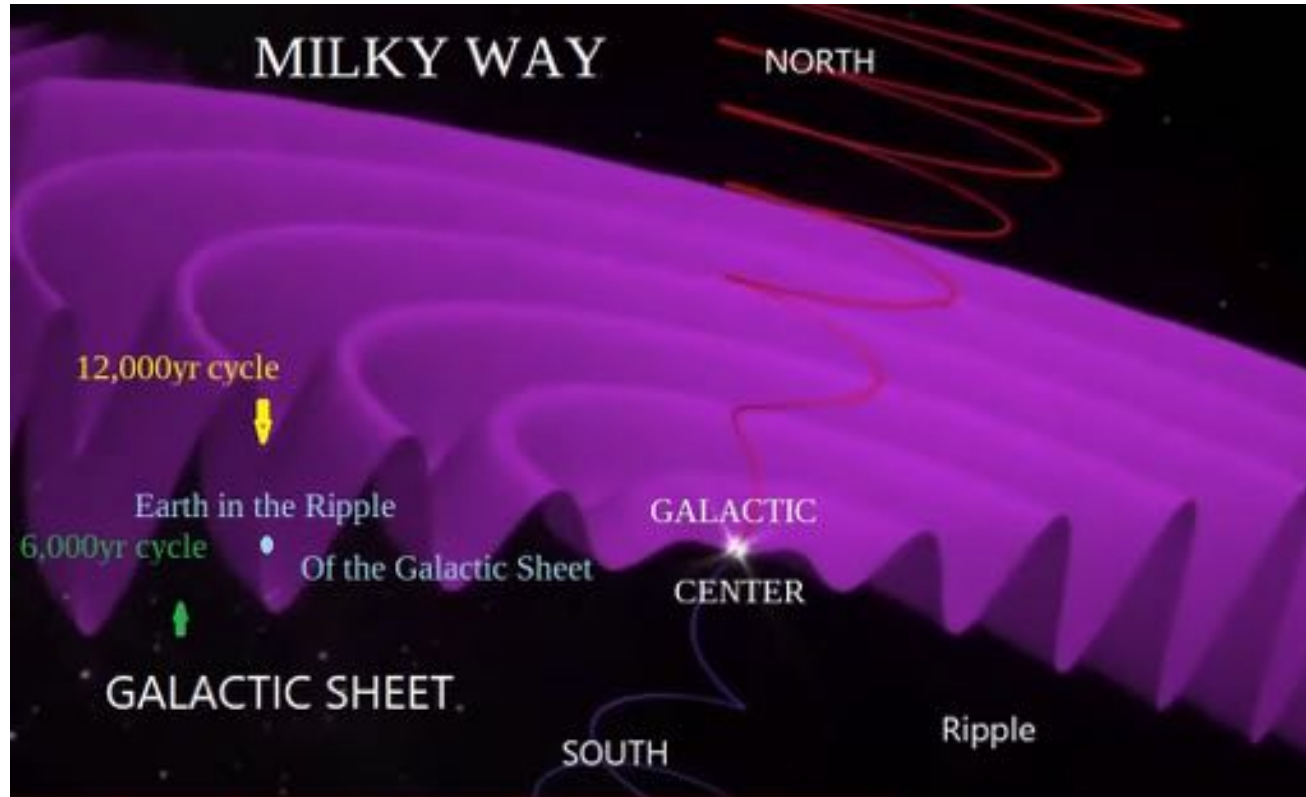 MILKY WAY
NORTH
12,000yr cycle
Earth in the Ripple
6,000yr cycle
Of the Galactic Sheet
GALACTIC
CENTER
GALACTIC SHEET
SOUTH
Ripple